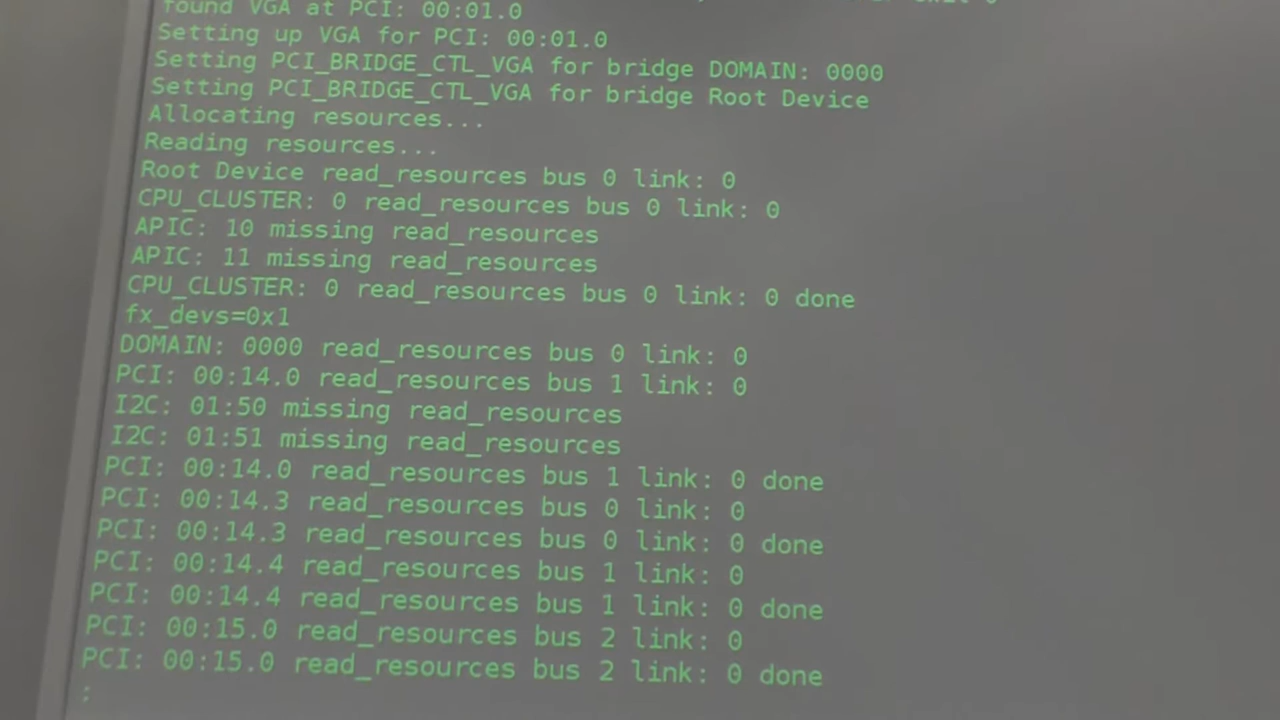 found VGA at PCI: 00:01.0
Setting up VGA for PCI: 00:01.0
Setting PCI_BRIDGE_CTL_VGA for bridge DOMAIN: 0000
Setting PCI_BRIDGE_CTL_VGA for bridge Root Device
Allocating resources...
Reading resources...
Root Device read_resources bus 0 link: 0
CPU_CLUSTER: 0 read_resources bus 0 link: 0
APIC: 10 missing read_resources
APIC: 11 missing read_resources
CPU_CLUSTER: 0 read_resources bus 0 link: 0 done
fx_devs=0x1
DOMAIN: 0000 read_resources bus 0 link: 0
PCI: 00:14.0 read_resources bus 1 link: 0
I2C: 01:50 missing read_resources
I2C: 01:51 missing read_resources
PCI: 00:14.0 read_resources bus 1 link: 0 done
PCI: 00:14.3 read_resources bus 0 link: 0
PCI: 00:14.3 read_resources bus 0 link: 0 done
PCI: 00:14.4 read_resources bus 1 link: 0
PCI: 00:14.4 read_resources bus 1 link: 0 done
PCI: 00:15.0 read_resources bus 2 link: 0
PCI: 00:15.0 read_resources bus 2 link: 0 done
: